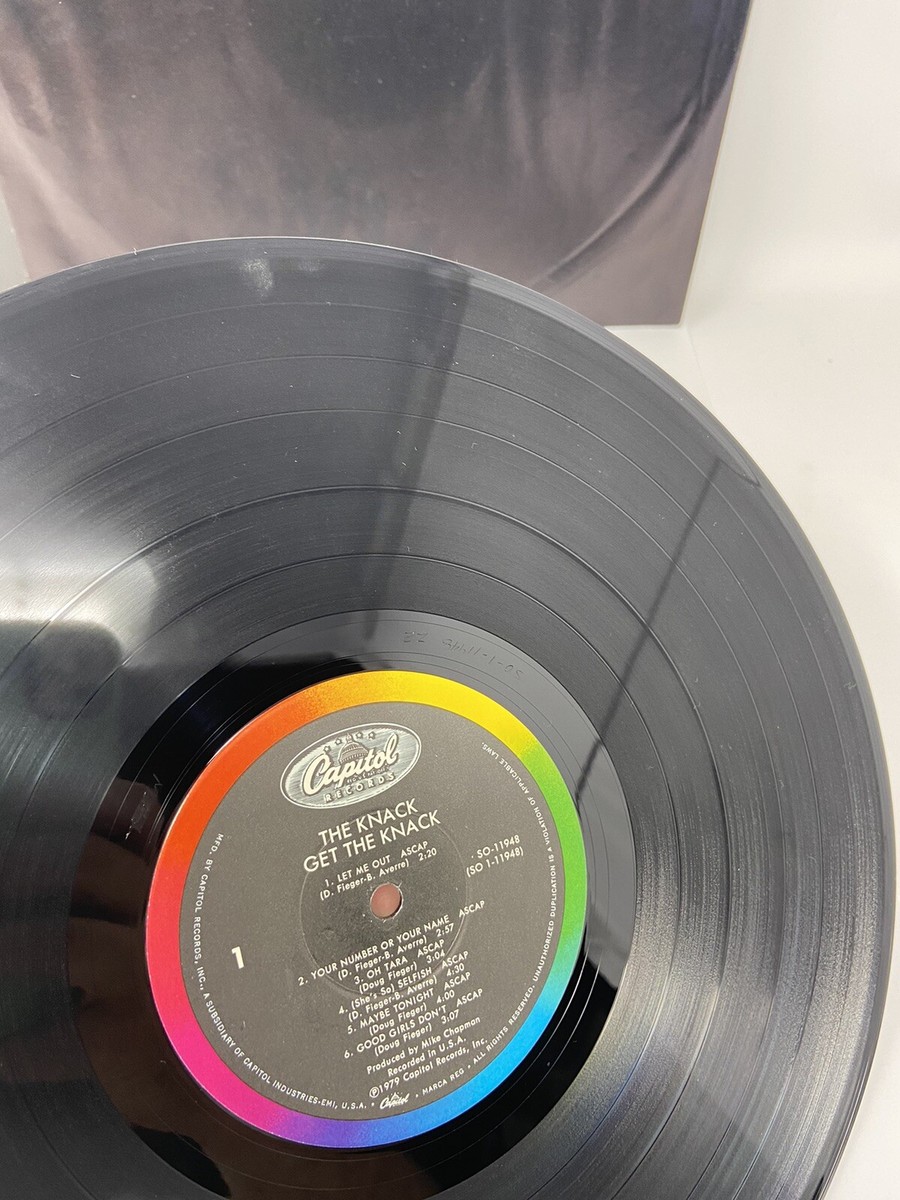 SO-1-11948
Capitol
RECORDS
THE KNACK
GET THE KNACK
1. LET ME OUT ASCAP
(D. Fieger-B. Averre) 2:20
· SO-11948
(SO 1-11948)
1
2. YOUR NUMBER OR YOUR NAME ASCAP
(D. Fieger-B. Averre) 2:57
3. OH TARA ASCAP
(Doug Fieger) 3:04
4. (She's So) SELFISH ASCAP
(D. Fieger-B. Averre) 4:30
5. MAYBE TONIGHT ASCAP
(Doug Fieger) 4:00
6. GOOD GIRLS DON'T ASCAP
(Doug Fieger) 3:07
Produced by Mike Chapman
Recorded in U.S.A.
℗1979 Capitol Records, Inc.
MFD. BY CAPITOL RECORDS, INC., A SUBSIDIARY OF CAPITOL INDUSTRIES-EMI, U.S.A. • Capitol • MARCA REG • ALL RIGHTS RESERVED. UNAUTHORIZED DUPLICATION IS A VIOLATION OF APPLICABLE LAWS.